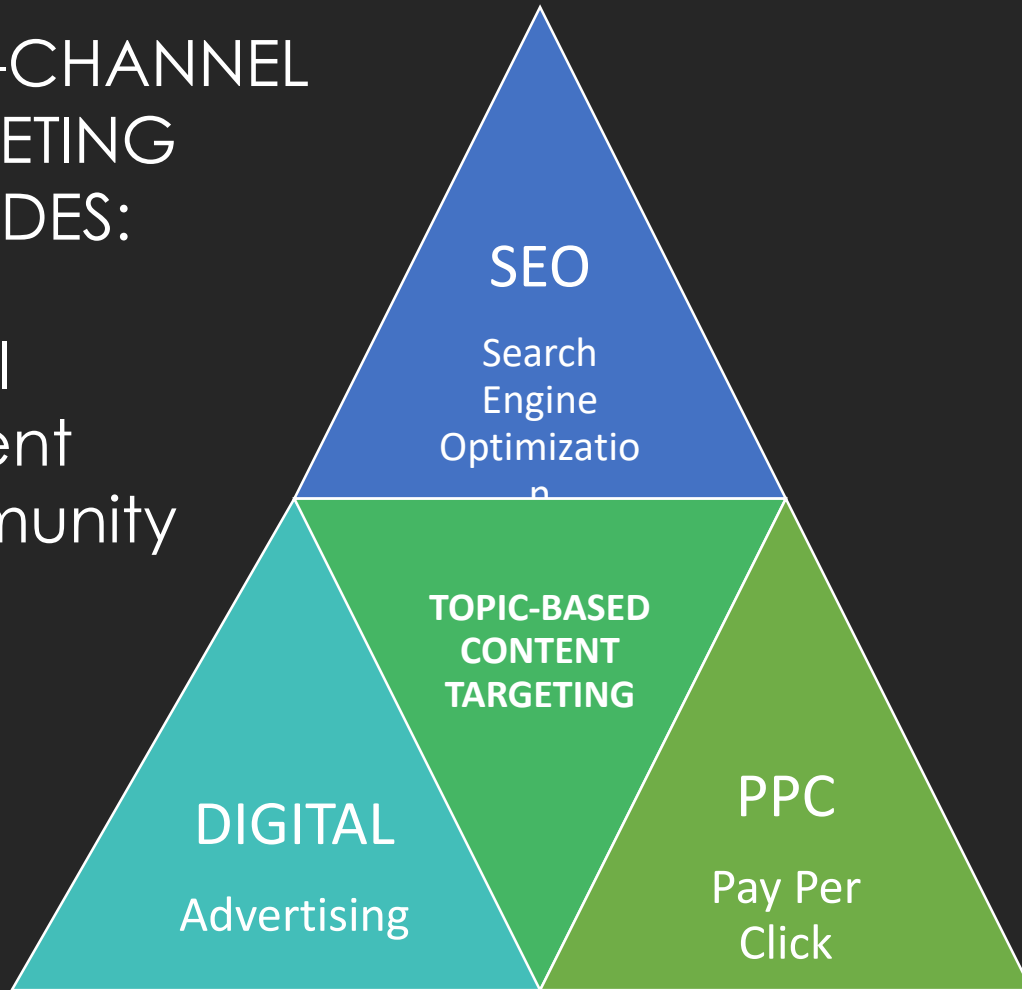 -CHANNEL
ETING
DES:
l
ent
munity
SEO
Search
Engine
Optimizatio
n
TOPIC-BASED
CONTENT
TARGETING
DIGITAL
Advertising
PPC
Pay Per
Click